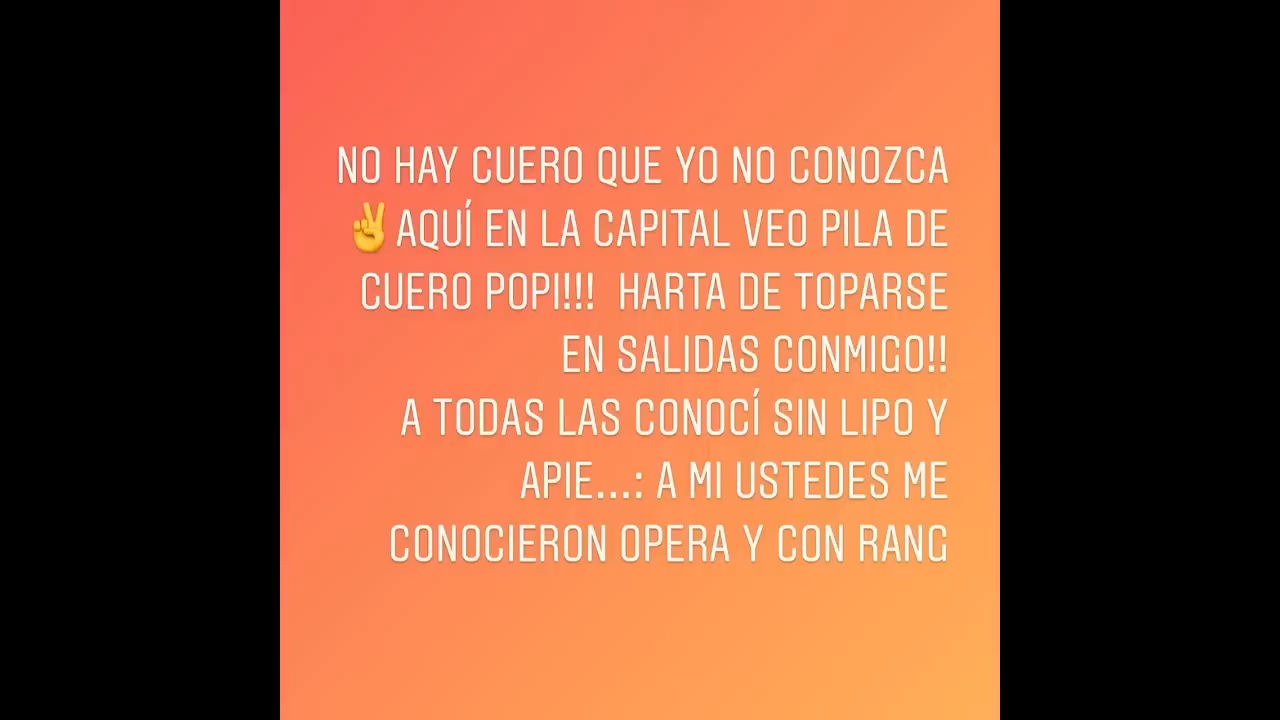 NO HAY CUERO QUE YO NO CONOZCA
✌️AQUÍ EN LA CAPITAL VEO PILA DE
CUERO POPI!!! HARTA DE TOPARSE
EN SALIDAS CONMIGO!!
A TODAS LAS CONOCÍ SIN LIPO Y
APIE...: A MI USTEDES ME
CONOCIERON OPERA Y CON RANG